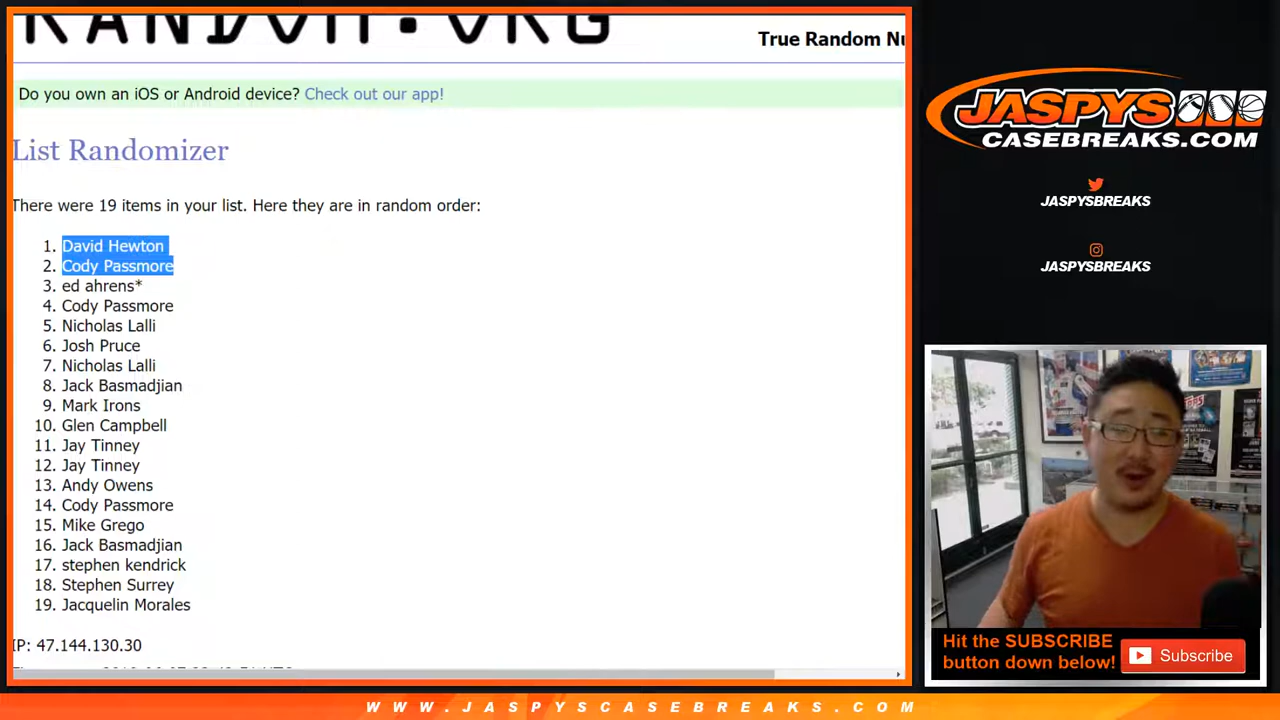 RANDOM.ORG
True Random Nu
Do you own an iOS or Android device? Check out our app!
List Randomizer
There were 19 items in your list. Here they are in random order:
1. David Hewton
2. Cody Passmore
3. ed ahrens*
4. Cody Passmore
5. Nicholas Lalli
6. Josh Pruce
7. Nicholas Lalli
8. Jack Basmadjian
9. Mark Irons
10. Glen Campbell
11. Jay Tinney
12. Jay Tinney
13. Andy Owens
14. Cody Passmore
15. Mike Grego
16. Jack Basmadjian
17. stephen kendrick
18. Stephen Surrey
19. Jacquelin Morales
IP: 47.144.130.30
JASPYS
CASEBREAKS.COM
JASPYSBREAKS
JASPYSBREAKS
Hit the SUBSCRIBE
button down below!
Subscribe
WWW.JASPYSCASEBREAKS.COM